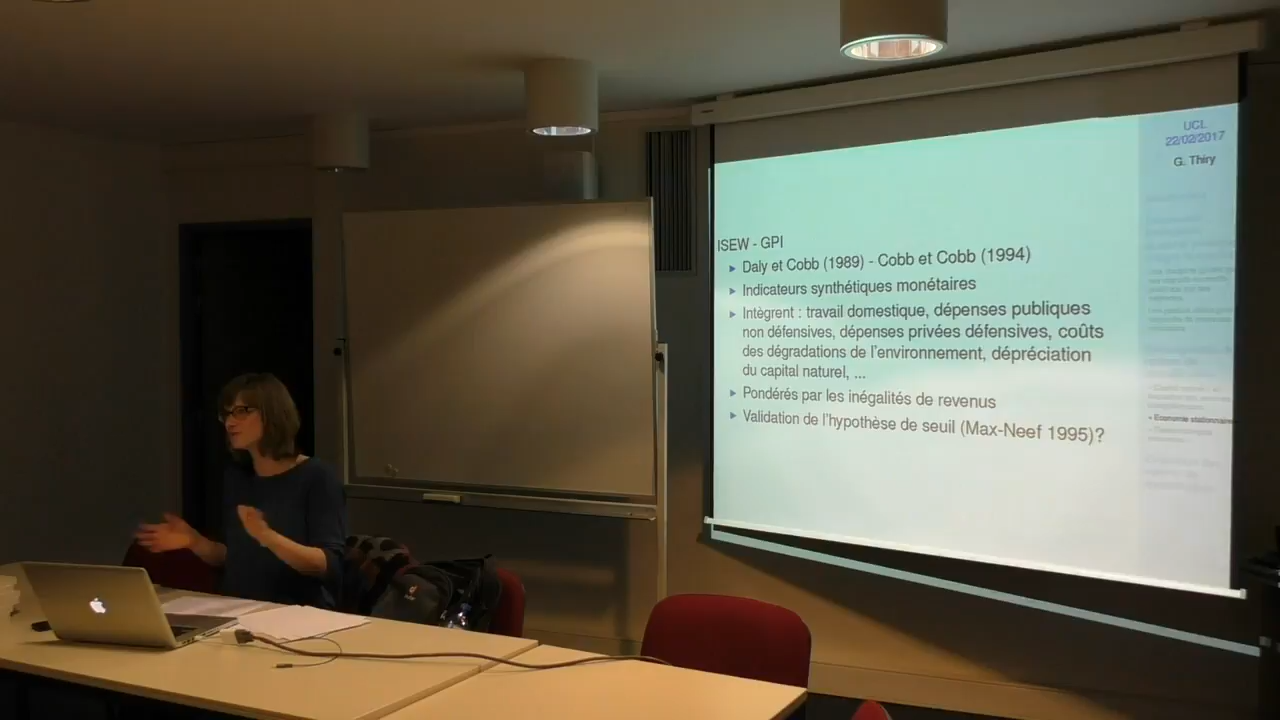 UCL
22/02/2017
G. Thiry
ISEW - GPI
Daly et Cobb (1989) - Cobb et Cobb (1994)
Indicateurs synthétiques monétaires
Intègrent : travail domestique, dépenses publiques
non défensives, dépenses privées défensives, coûts
des dégradations de l'environnement, dépréciation
du capital naturel, ...
Pondérés par les inégalités de revenus
Validation de l'hypothèse de seuil (Max-Neef 1995)?
Economie stationnaire